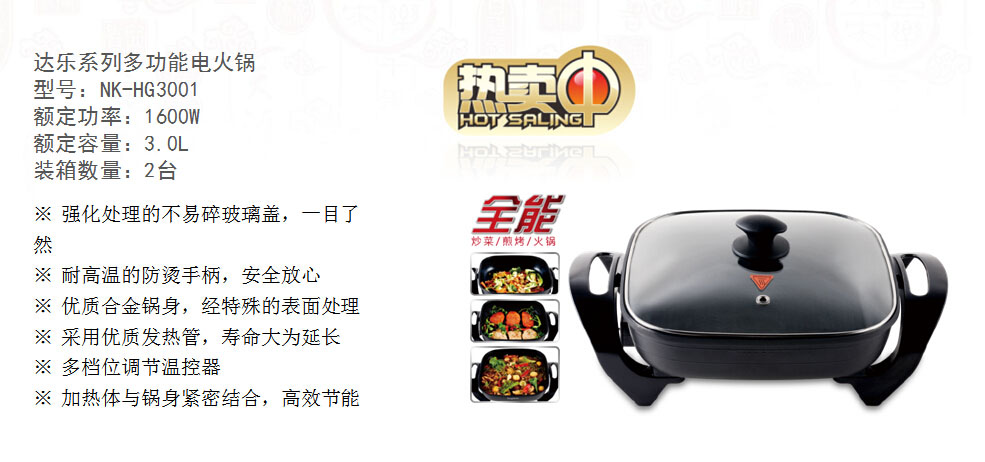 达乐系列多功能电火锅
型号：NK-HG3001
额定功率：1600W
额定容量：3.0L
装箱数量：2台
※ 强化处理的不易碎玻璃盖，一目了
然
※ 耐高温的防烫手柄，安全放心
※ 优质合金锅身，经特殊的表面处理
※ 采用优质发热管，寿命大为延长
※ 多档位调节温控器
※ 加热体与锅身紧密结合，高效节能
热卖中
HOT SALING
全能
炒菜/煎烤/火锅